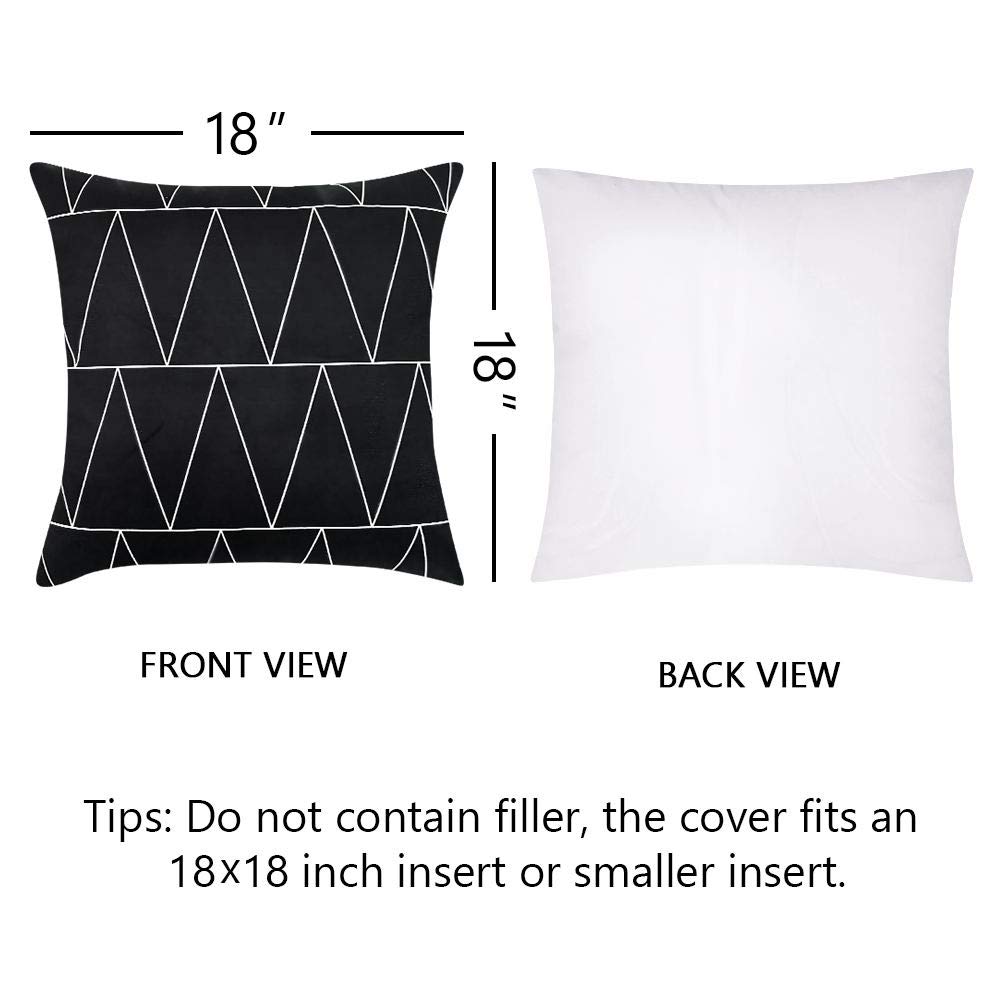 18″
18″
FRONT VIEW
BACK VIEW
Tips: Do not contain filler, the cover fits an
18x18 inch insert or smaller insert.